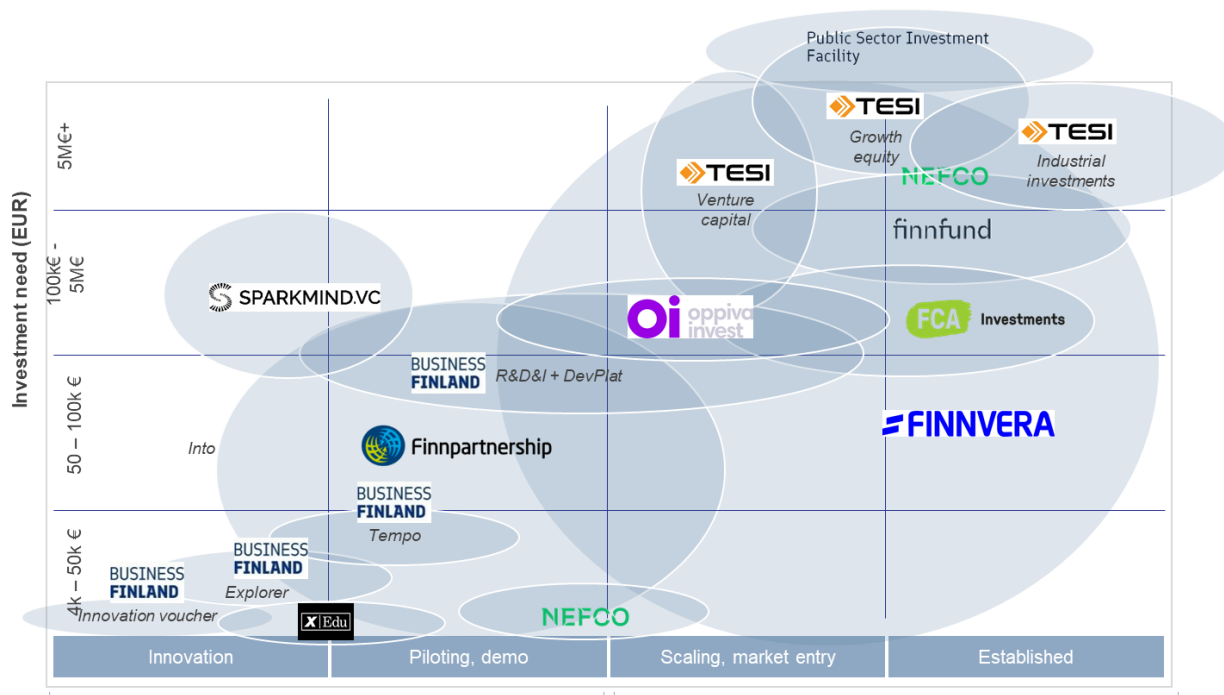 Public Sector Investment
Facility
TESI
Growth
equity
TESI
Industrial
investments
TESI
Venture
capital
NEFCO
finnfund
SPARKMIND.VC
Oi oppiva
invest
FCA Investments
BUSINESS
FINLAND
R&D&I + DevPlat
FINNVERA
Into
Finnpartnership
BUSINESS
FINLAND
Tempo
BUSINESS
FINLAND
Explorer
BUSINESS
FINLAND
Innovation voucher
X Edu
NEFCO
Investment need (EUR)
5M€+
100k€ -
5M€
50 – 100k €
4k – 50k €
Innovation
Piloting, demo
Scaling, market entry
Established